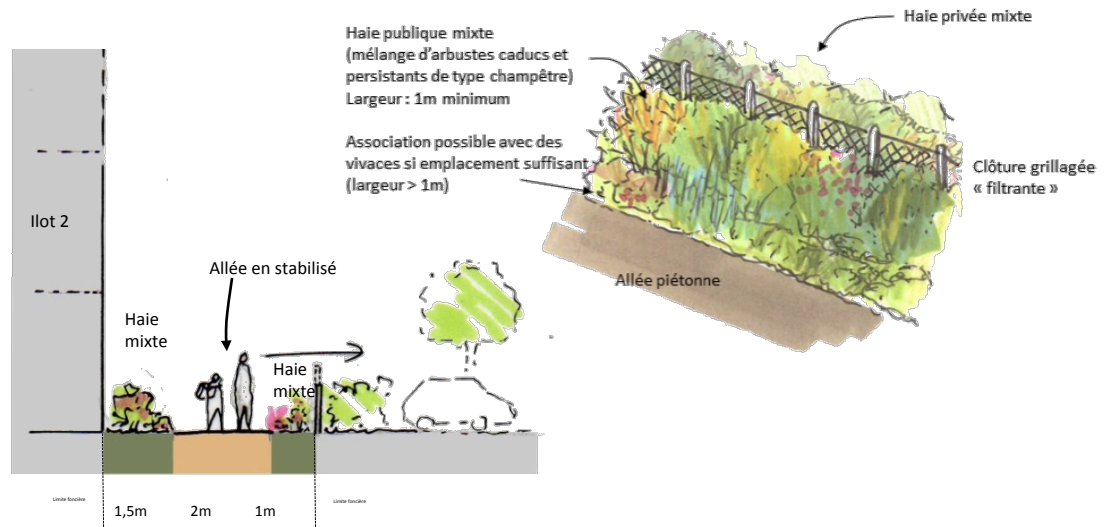 Haie privée mixte
Haie publique mixte
(mélange d'arbustes caducs et
persistants de type champêtre)
Largeur : 1m minimum
Association possible avec des
vivaces si emplacement suffisant
(largeur > 1m)
Clôture grillagée
« filtrante »
Allée piétonne
Ilot 2
Allée en stabilisé
Haie
mixte
Haie
mixte
Limite foncière
Limite foncière
1,5m
2m
1m